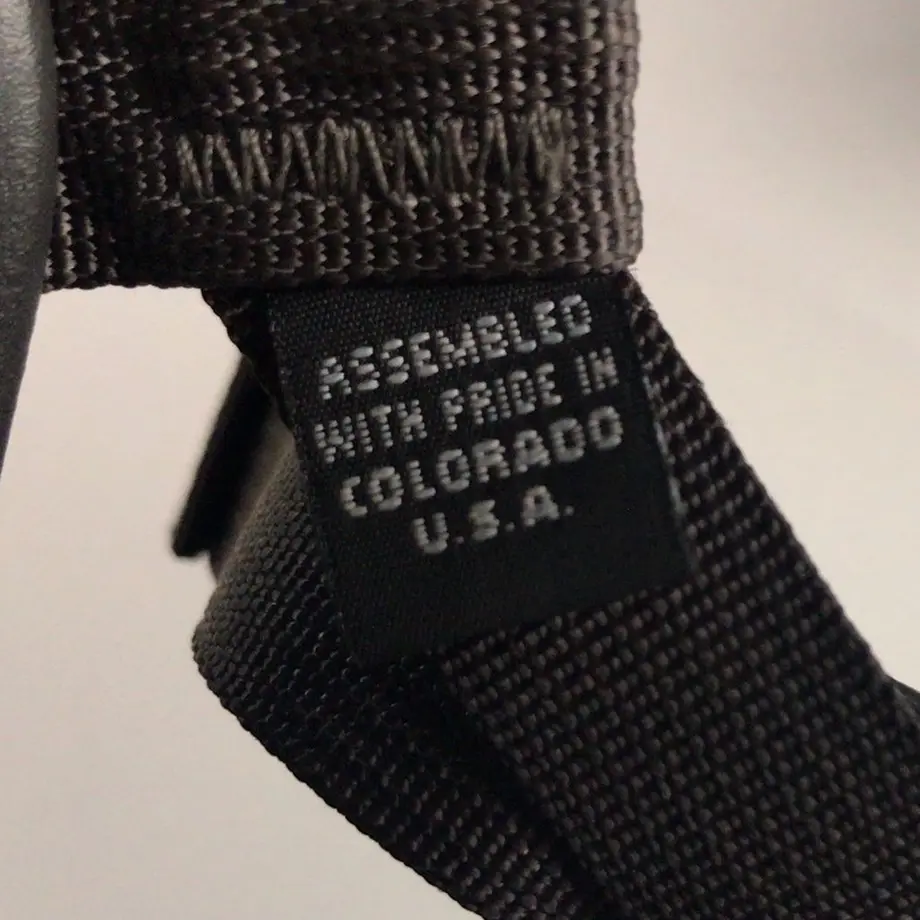 ASSEMBLED
WITH PRIDE IN
COLORADO
U.S.A.